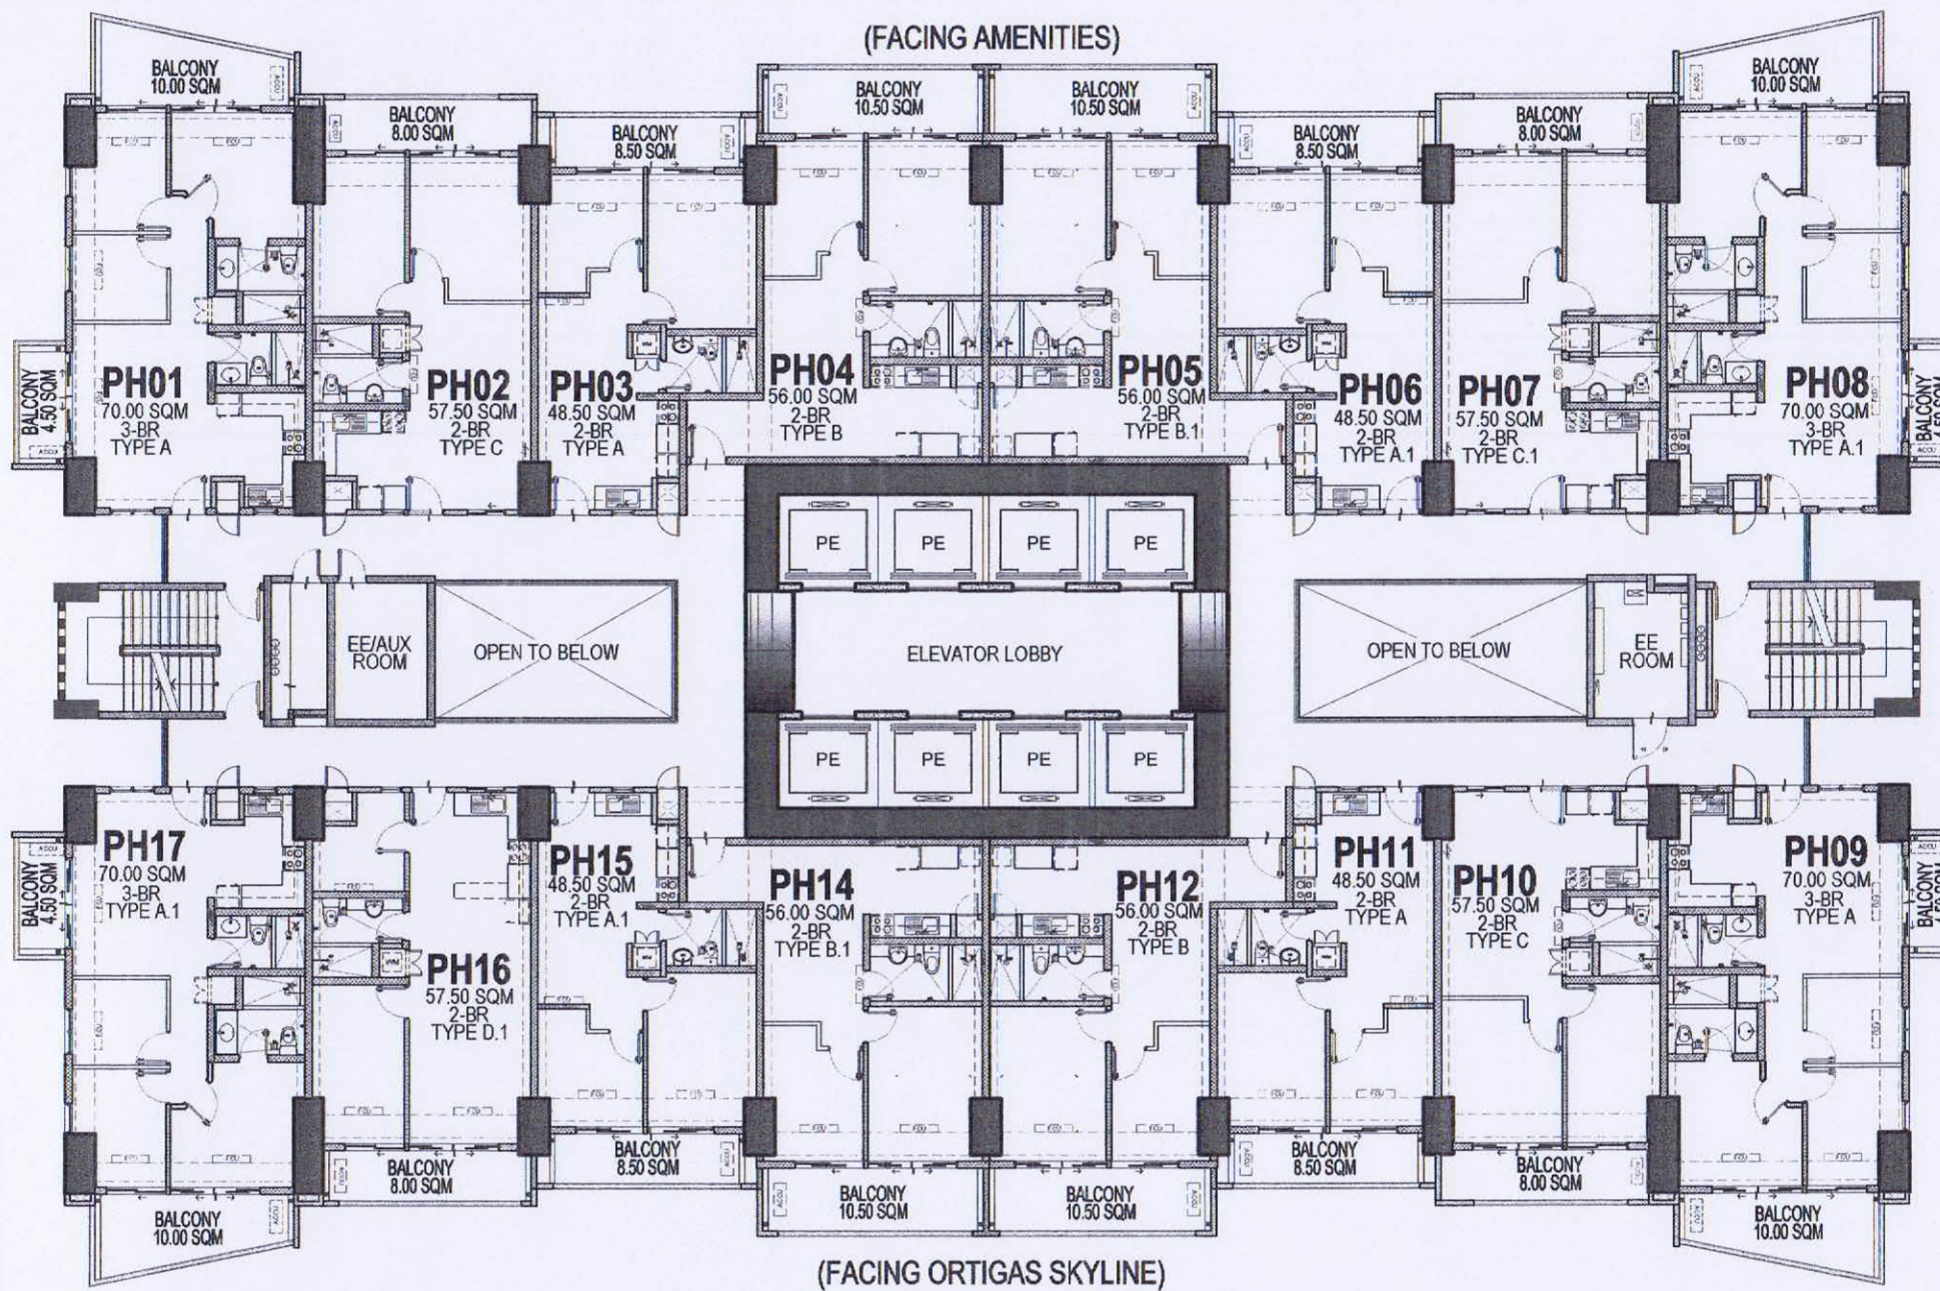 (FACING AMENITIES)
BALCONY
10.00 SQM
BALCONY
8.00 SQM
BALCONY
8.50 SQM
BALCONY
10.50 SQM
BALCONY
10.50 SQM
BALCONY
8.50 SQM
BALCONY
8.00 SQM
BALCONY
10.00 SQM
BALCONY
4.50 SQM
PH01
70.00 SQM
3-BR
TYPE A
PH02
57.50 SQM
2-BR
TYPE C
PH03
48.50 SQM
2-BR
TYPE A
PH04
56.00 SQM
2-BR
TYPE B
PH05
56.00 SQM
2-BR
TYPE B.1
PH06
48.50 SQM
2-BR
TYPE A.1
PH07
57.50 SQM
2-BR
TYPE C.1
PH08
70.00 SQM
3-BR
TYPE A.1
BALCONY
4.50 SQM
PE
PE
PE
PE
EE/AUX
ROOM
OPEN TO BELOW
ELEVATOR LOBBY
OPEN TO BELOW
EE
ROOM
PE
PE
PE
PE
BALCONY
4.50 SQM
PH17
70.00 SQM
3-BR
TYPE A.1
PH16
57.50 SQM
2-BR
TYPE D.1
PH15
48.50 SQM
2-BR
TYPE A.1
PH14
56.00 SQM
2-BR
TYPE B.1
PH12
56.00 SQM
2-BR
TYPE B
PH11
48.50 SQM
2-BR
TYPE A
PH10
57.50 SQM
2-BR
TYPE C
PH09
70.00 SQM
3-BR
TYPE A
BALCONY
4.50 SQM
BALCONY
10.00 SQM
BALCONY
8.00 SQM
BALCONY
8.50 SQM
BALCONY
10.50 SQM
BALCONY
10.50 SQM
BALCONY
8.50 SQM
BALCONY
8.00 SQM
BALCONY
10.00 SQM
(FACING ORTIGAS SKYLINE)